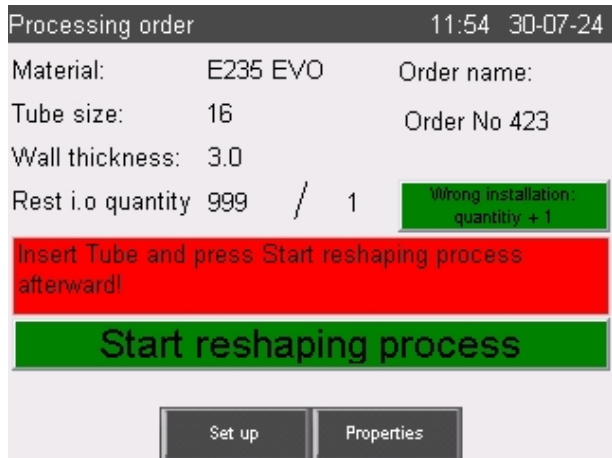 Processing order 11:54 30-07-24
Material: E235 EVO Order name:
Tube size: 16 Order No 423
Wall thickness: 3.0
Rest i.o quantity 999 / 1 Wrong installation:
quantitiy + 1
Insert Tube and press Start reshaping process
afterward!
Start reshaping process
Set up Properties